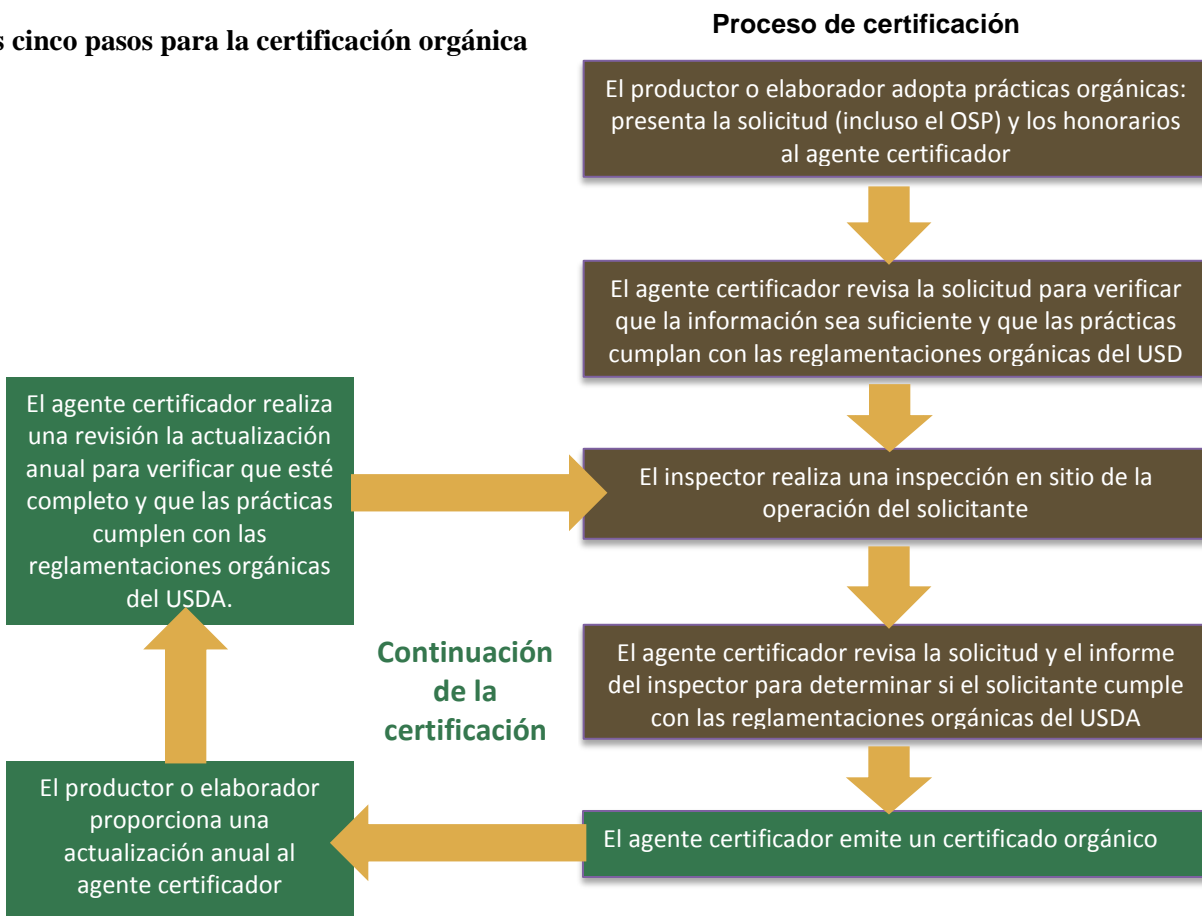 s cinco pasos para la certificación orgánica
Proceso de certificación
El productor o elaborador adopta prácticas orgánicas:
presenta la solicitud (incluso el OSP) y los honorarios
al agente certificador
El agente certificador revisa la solicitud para verificar
que la información sea suficiente y que las prácticas
cumplan con las reglamentaciones orgánicas del USD
El inspector realiza una inspección en sitio de la
operación del solicitante
El agente certificador revisa la solicitud y el informe
del inspector para determinar si el solicitante cumple
con las reglamentaciones orgánicas del USDA
El agente certificador emite un certificado orgánico
Continuación
de la
certificación
El productor o elaborador
proporciona una
actualización anual al
agente certificador
El agente certificador realiza
una revisión la actualización
anual para verificar que esté
completo y que las prácticas
cumplen con las
reglamentaciones orgánicas
del USDA.